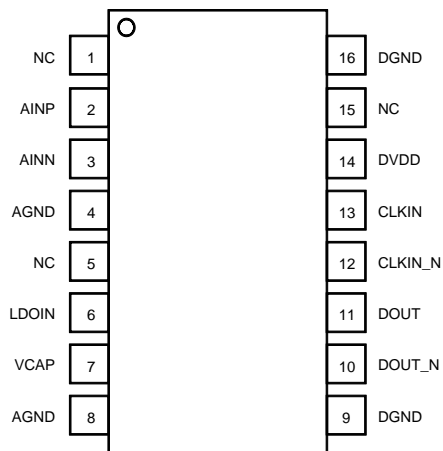 NC 1 16 DGND
AINP 2 15 NC
AINN 3 14 DVDD
AGND 4 13 CLKIN
NC 5 12 CLKIN_N
LDOIN 6 11 DOUT
VCAP 7 10 DOUT_N
AGND 8 9 DGND